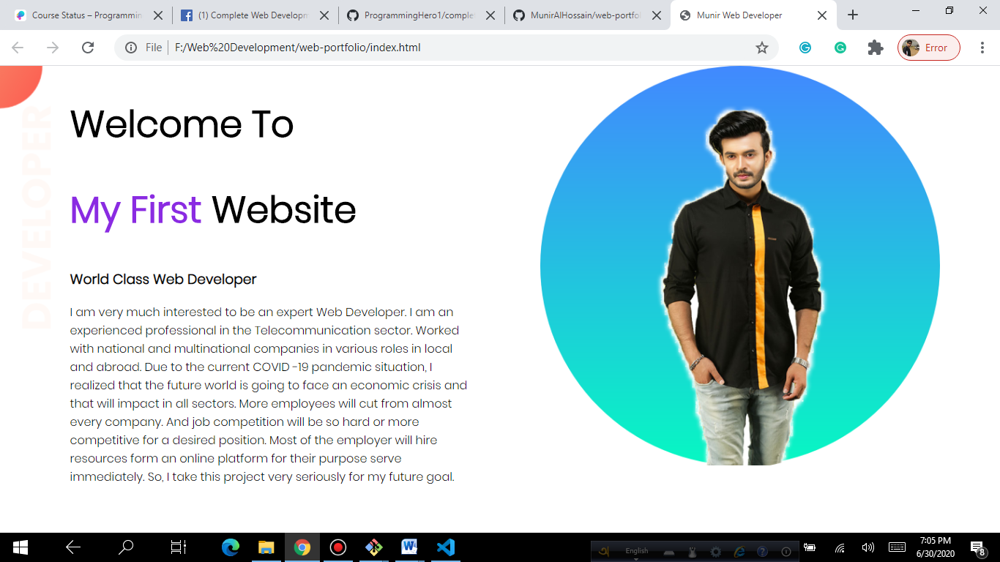 Course Status – Programmin
(1) Complete Web Developm
ProgrammingHero1/complet
MunirAlHossain/web-portfol
Munir Web Developer
File
F:/Web%20Development/web-portfolio/index.html
Error
DEVELOPER
Welcome To
My First Website
World Class Web Developer
I am very much interested to be an expert Web Developer. I am an
experienced professional in the Telecommunication sector. Worked
with national and multinational companies in various roles in local
and abroad. Due to the current COVID -19 pandemic situation, I
realized that the future world is going to face an economic crisis and
that will impact in all sectors. More employees will cut from almost
every company. And job competition will be so hard or more
competitive for a desired position. Most of the employer will hire
resources form an online platform for their purpose serve
immediately. So, I take this project very seriously for my future goal.
English
7:05 PM
6/30/2020
8